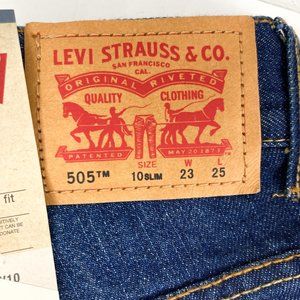 LEVI STRAUSS & CO.
SAN FRANCISCO
CAL.
ORIGINAL RIVETED
QUALITY CLOTHING
PATENTED MAY 20 1873
SIZE W L
505™ 10 SLIM 23 25
fit